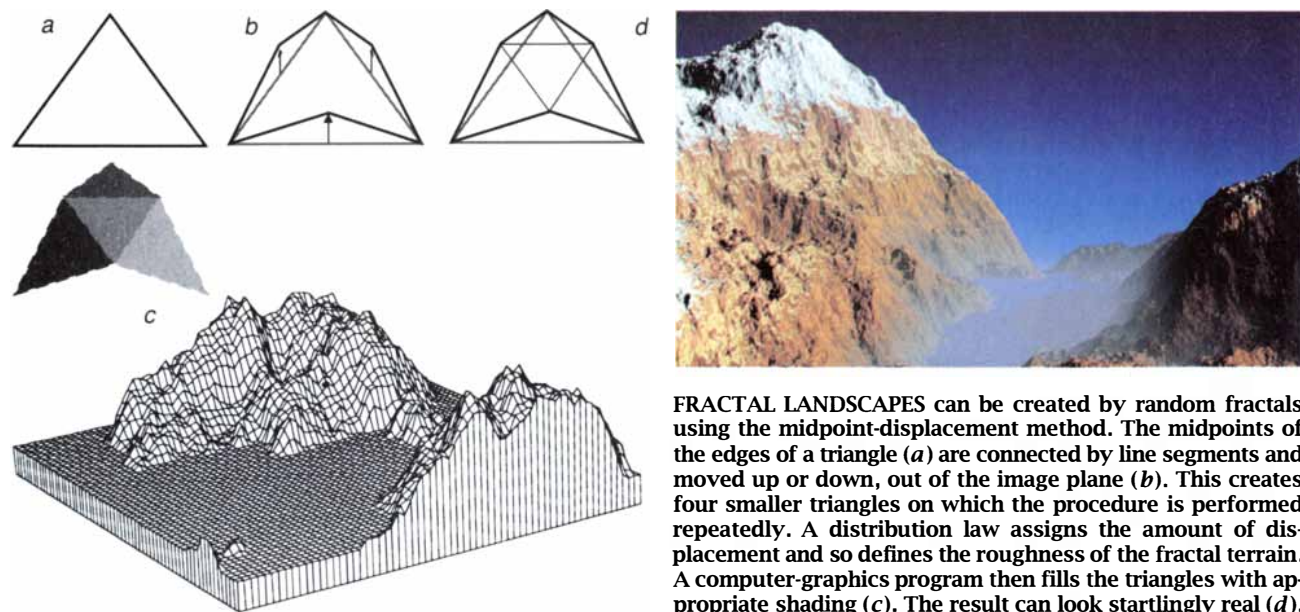 a
b
d
c
FRACTAL LANDSCAPES can be created by random fractals
using the midpoint-displacement method. The midpoints of
the edges of a triangle (a) are connected by line segments and
moved up or down, out of the image plane (b). This creates
four smaller triangles on which the procedure is performed
repeatedly. A distribution law assigns the amount of dis-
placement and so defines the roughness of the fractal terrain.
A computer-graphics program then fills the triangles with ap-
propriate shading (c). The result can look startlingly real (d).